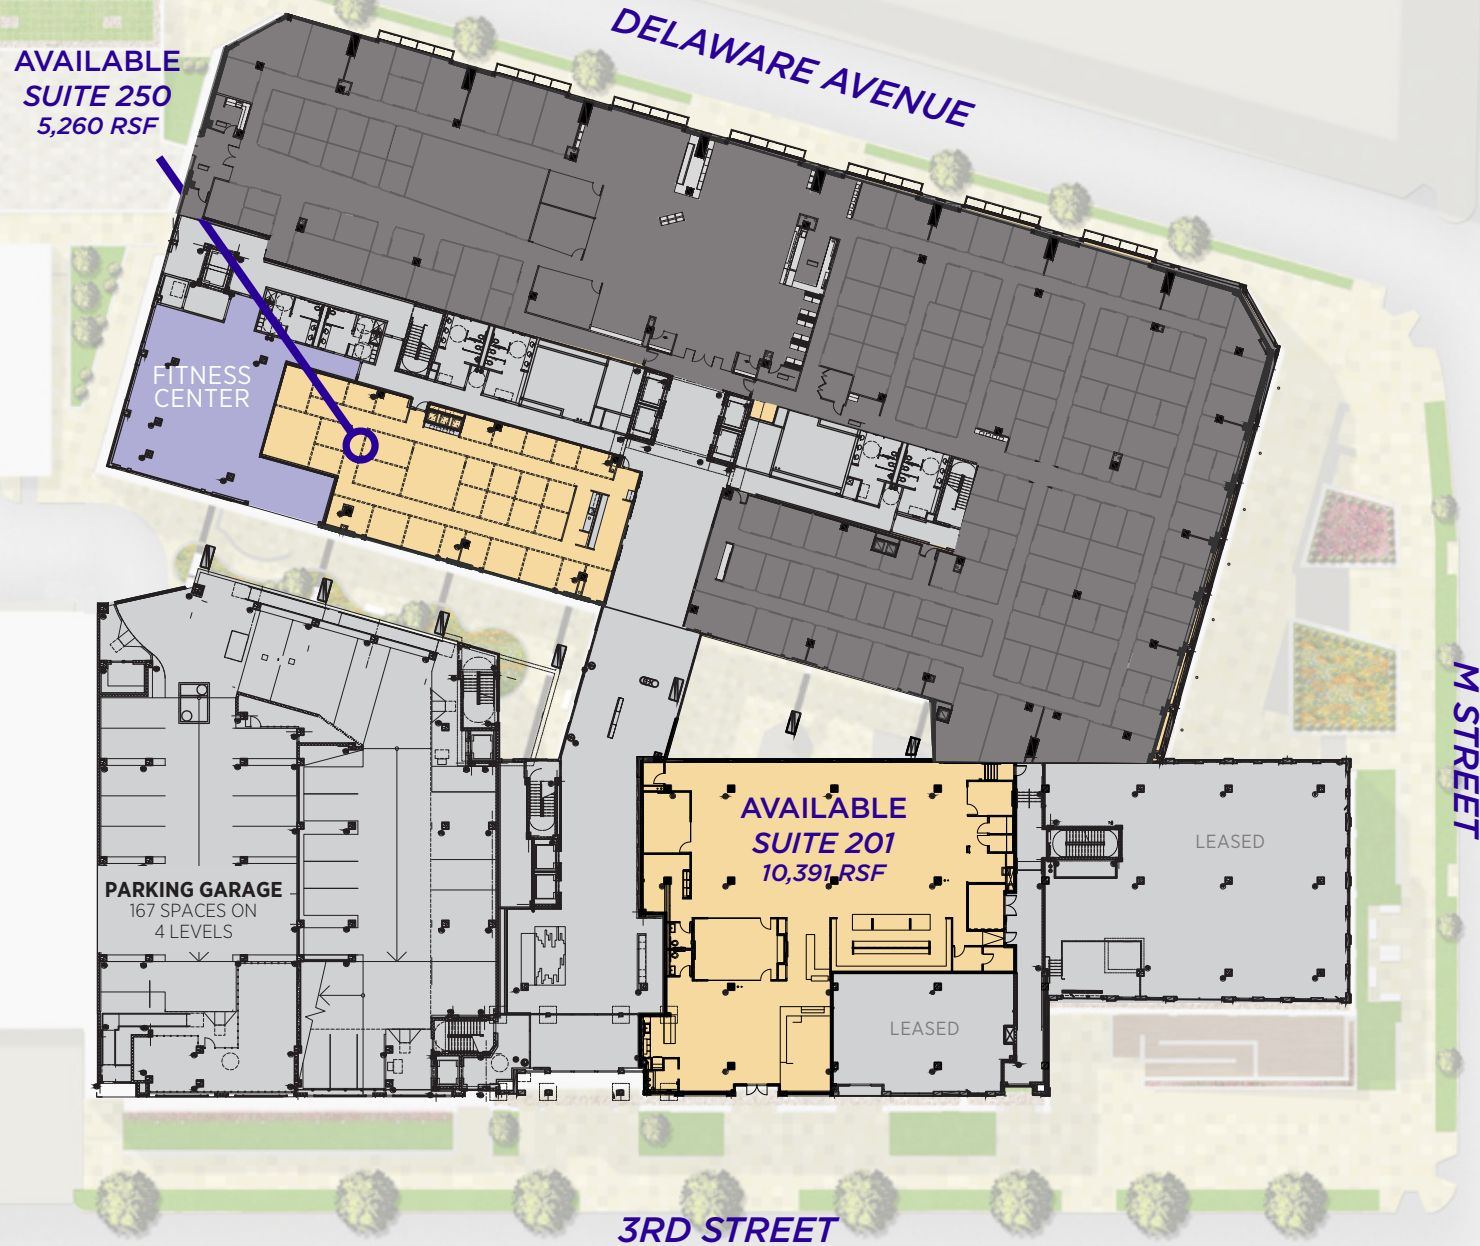 DELAWARE AVENUE
AVAILABLE
SUITE 250
5,260 RSF
FITNESS
CENTER
M STREET
AVAILABLE
SUITE 201
10,391 RSF
LEASED
PARKING GARAGE
167 SPACES ON
4 LEVELS
LEASED
3RD STREET